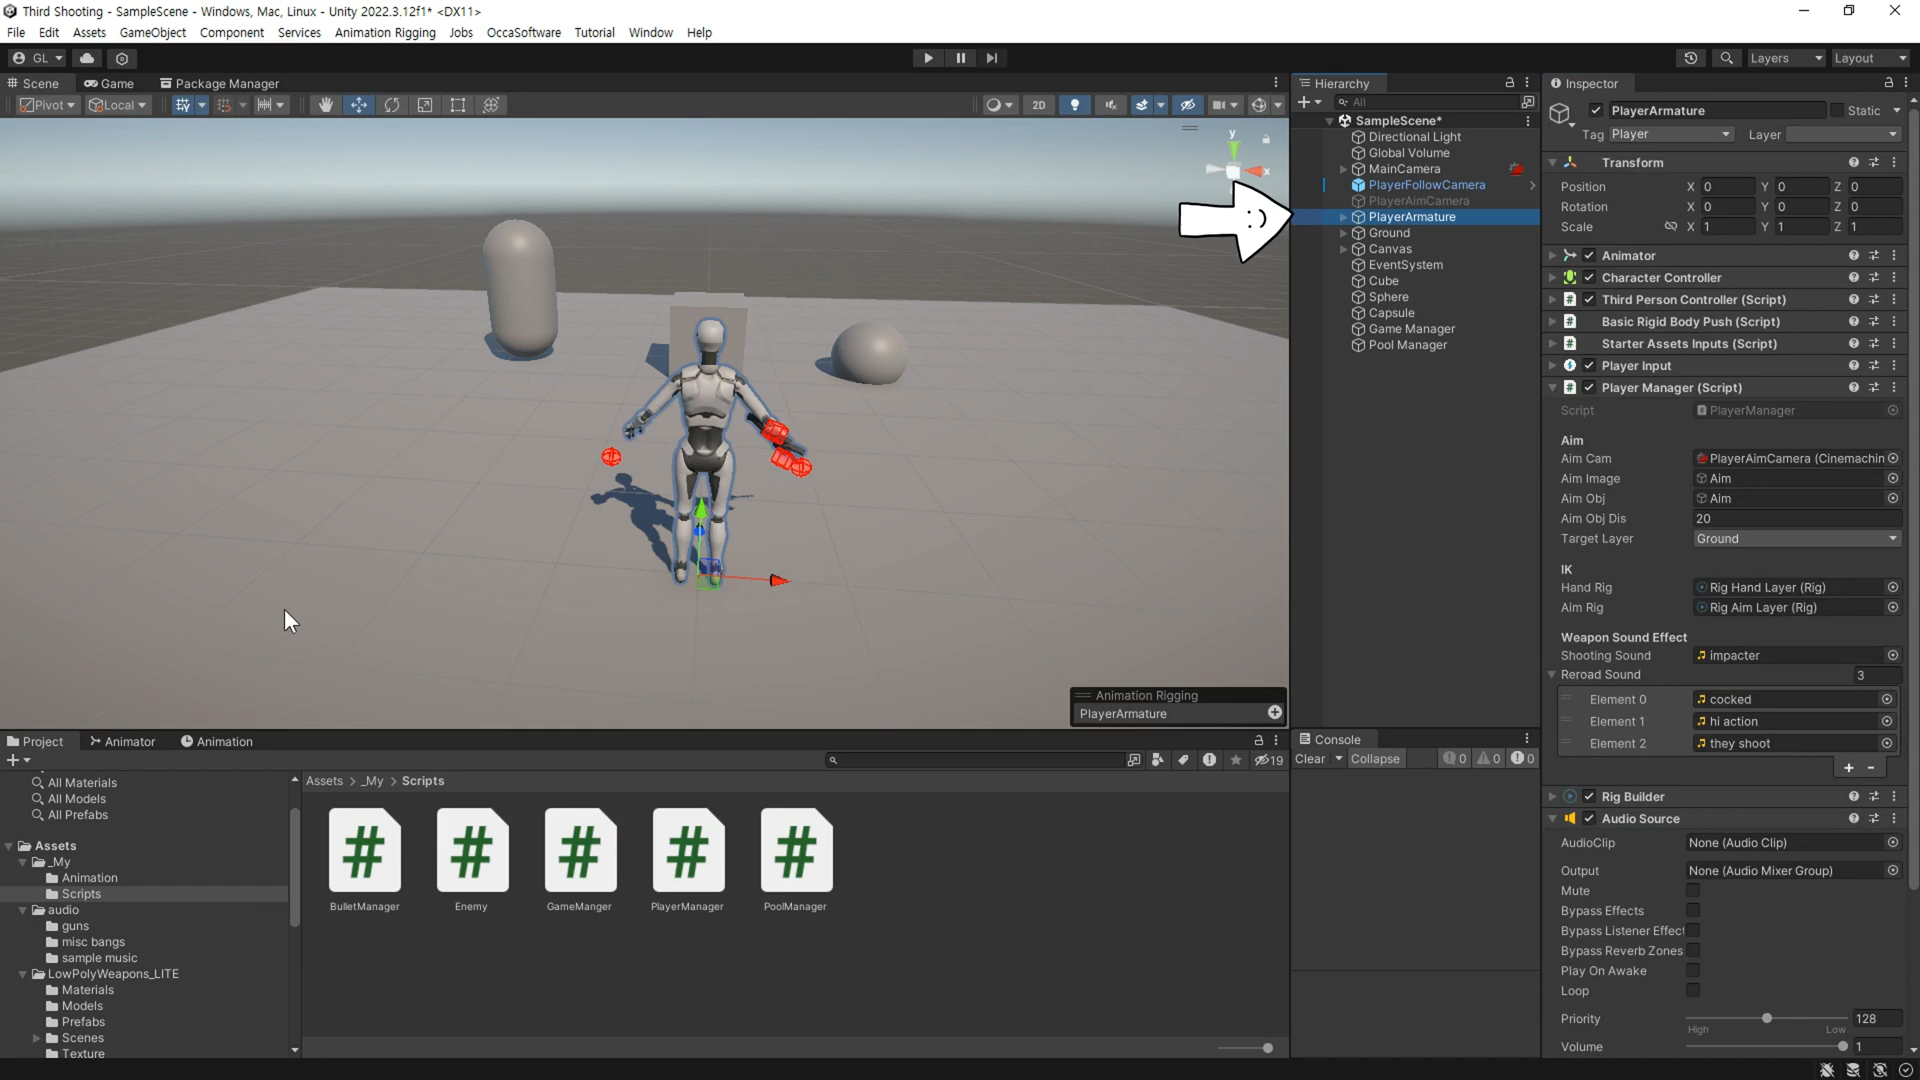 Third Shooting - SampleScene - Windows, Mac, Linux - Unity 2022.3.12f1* <DX11>
File Edit Assets GameObject Component Services Animation Rigging Jobs OccaSoftware Tutorial Window Help
GL Layers Layout
Scene Game Package Manager
Pivot Local 2D
y
x
Animation Rigging
PlayerArmature
Hierarchy
All
SampleScene*
Directional Light
Global Volume
MainCamera
PlayerFollowCamera
PlayerAimCamera
PlayerArmature
Ground
Canvas
EventSystem
Cube
Sphere
Capsule
Game Manager
Pool Manager
Inspector
PlayerArmature Static
Tag Player Layer
Transform
Position X 0 Y 0 Z 0
Rotation X 0 Y 0 Z 0
Scale X 1 Y 1 Z 1
Animator
Character Controller
# Third Person Controller (Script)
# Basic Rigid Body Push (Script)
# Starter Assets Inputs (Script)
Player Input
# Player Manager (Script)
Script PlayerManager
Aim
Aim Cam PlayerAimCamera (Cinemachin
Aim Image Aim
Aim Obj Aim
Aim Obj Dis 20
Target Layer Ground
IK
Hand Rig Rig Hand Layer (Rig)
Aim Rig Rig Aim Layer (Rig)
Weapon Sound Effect
Shooting Sound impacter
Reroad Sound 3
Element 0 cocked
Element 1 hi action
Element 2 they shoot
+ -
Rig Builder
Audio Source
AudioClip None (Audio Clip)
Output None (Audio Mixer Group)
Mute
Bypass Effects
Bypass Listener Effect
Bypass Reverb Zones
Play On Awake
Loop
Priority 128
High Low
Volume 1
Project Animator Animation
19
All Materials
All Models
All Prefabs
Assets
_My
Animation
Scripts
audio
guns
misc bangs
sample music
LowPolyWeapons_LITE
Materials
Models
Prefabs
Scenes
Texture
Assets > _My > Scripts
# # # # #
BulletManager Enemy GameManger PlayerManager PoolManager
Console
Clear Collapse 0 0 0